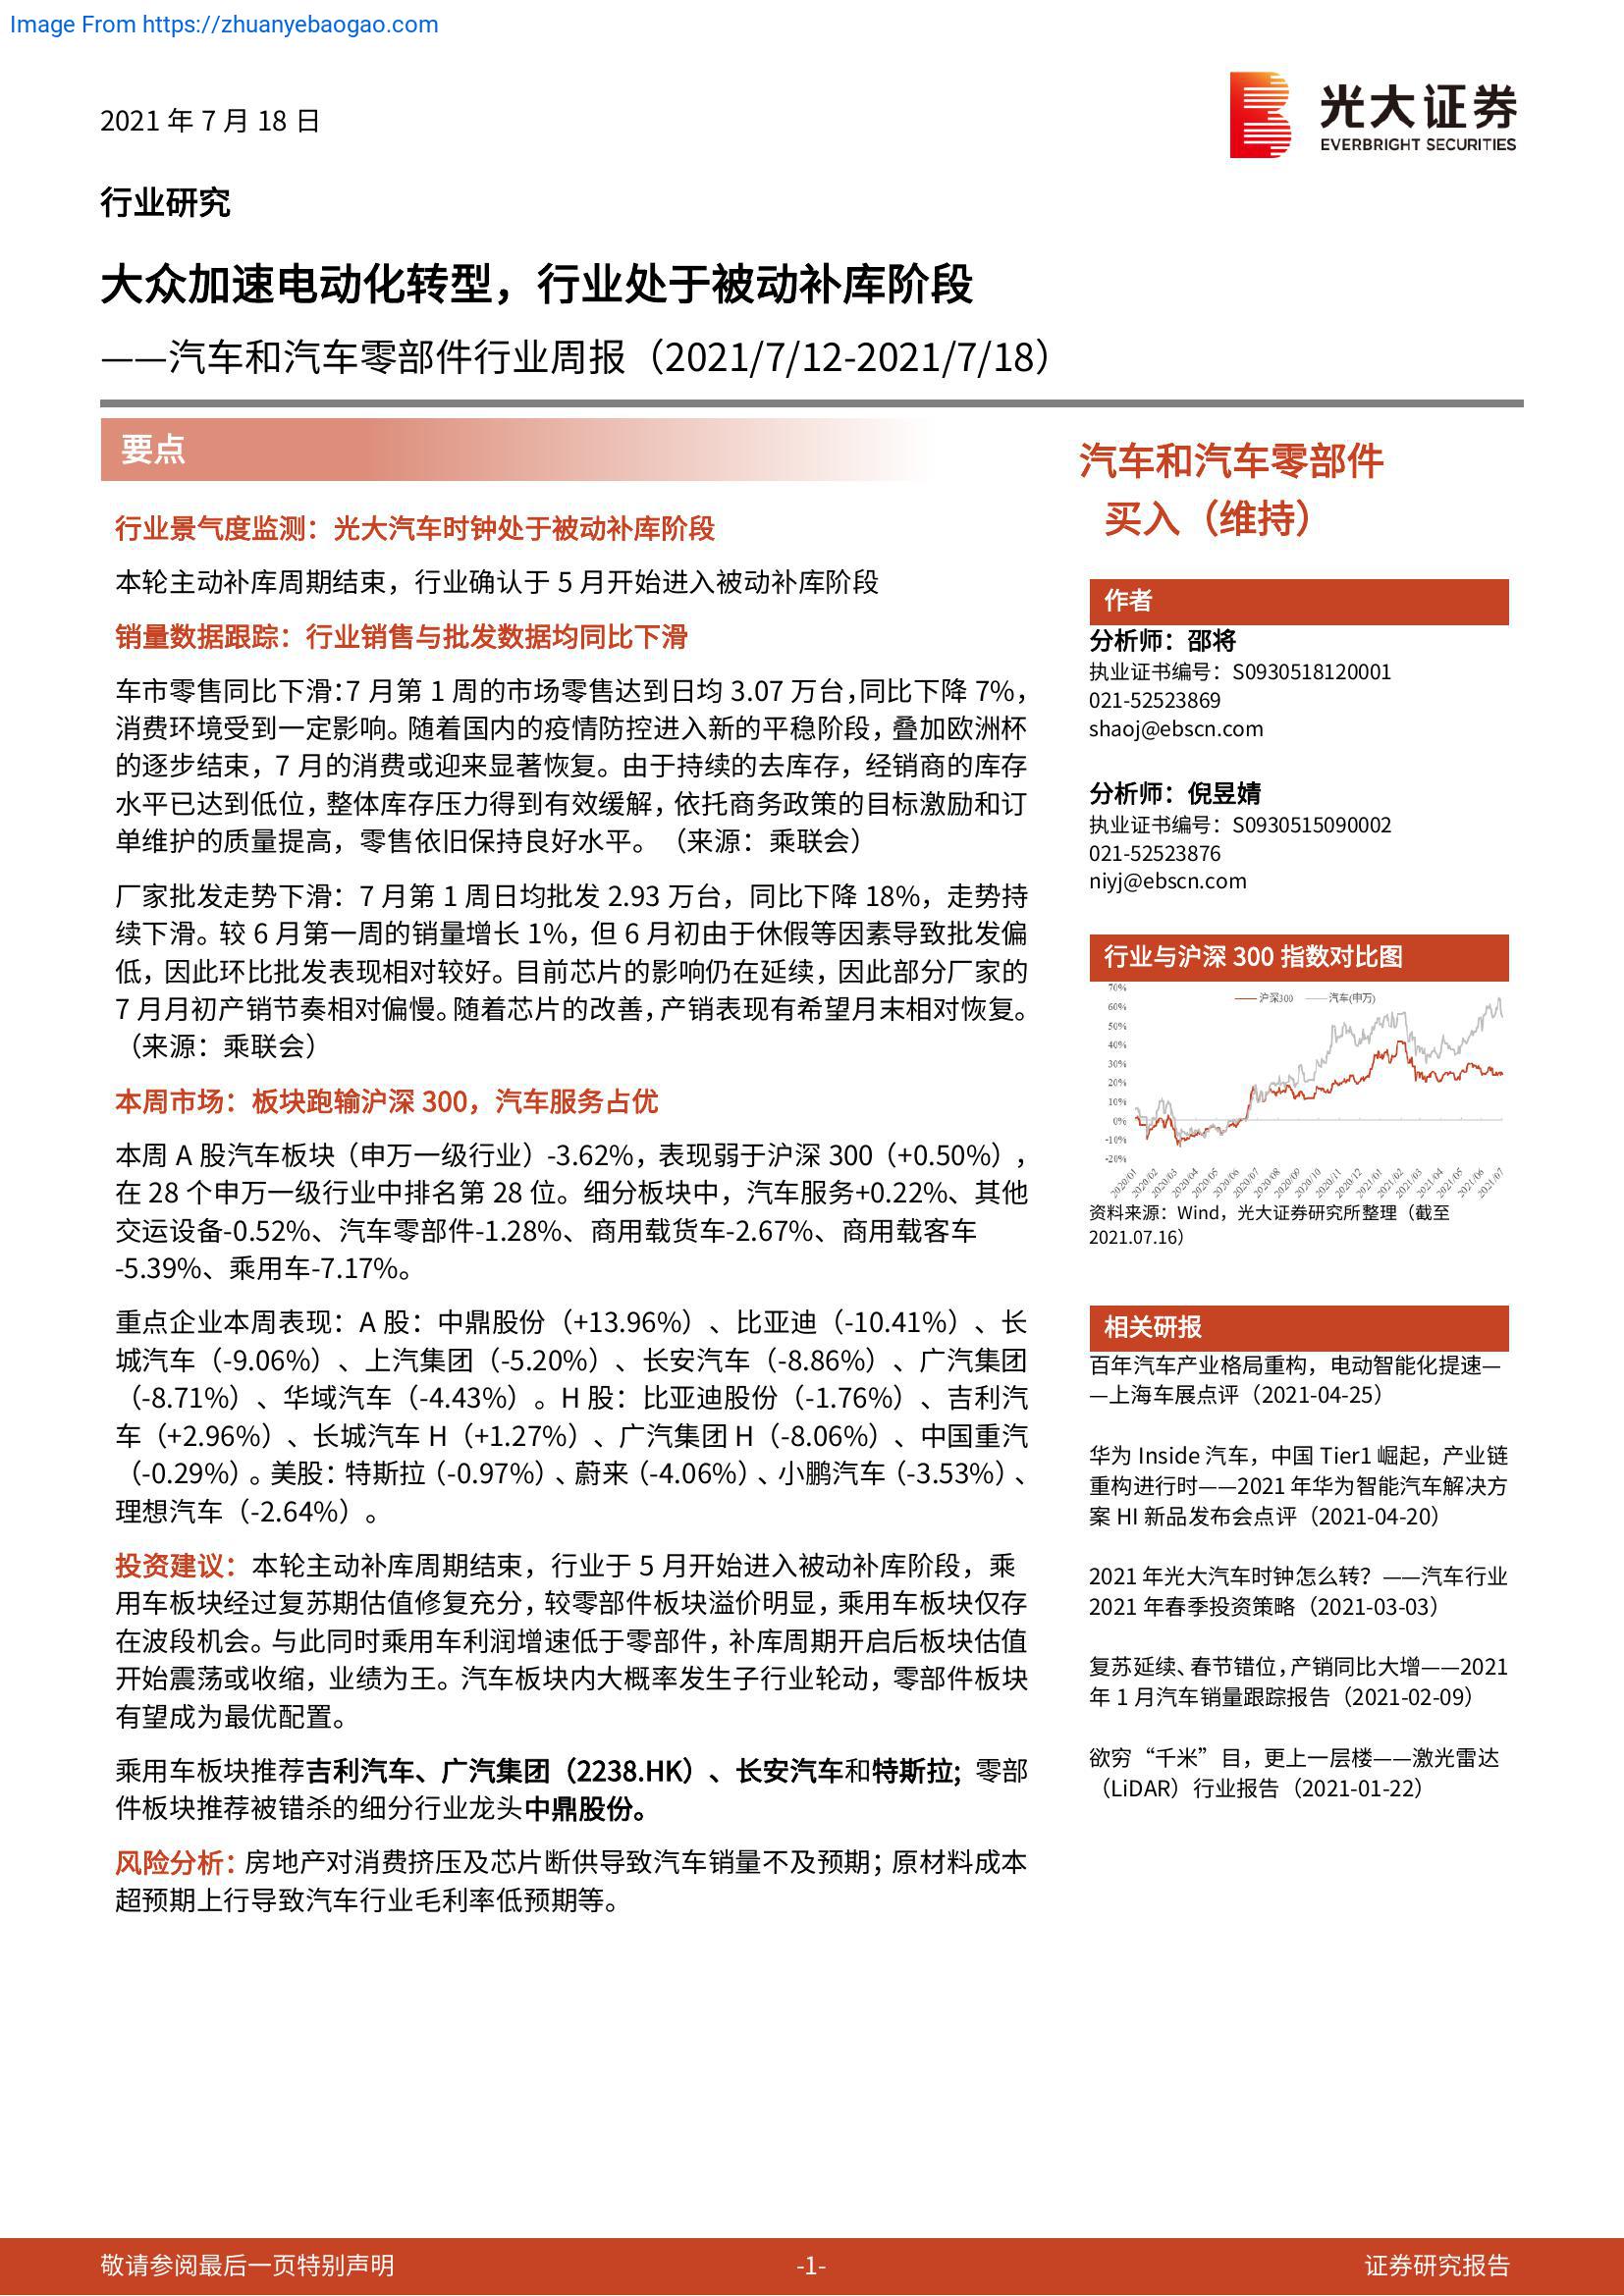 Image From https://zhuanyebaogao.com
2021 年 7 月 18 日
光大证券
EVERBRIGHT SECURITIES
行业研究
大众加速电动化转型，行业处于被动补库阶段
——汽车和汽车零部件行业周报（2021/7/12-2021/7/18）
要点
行业景气度监测：光大汽车时钟处于被动补库阶段
本轮主动补库周期结束，行业确认于 5 月开始进入被动补库阶段
销量数据跟踪：行业销售与批发数据均同比下滑
车市零售同比下滑：7 月第 1 周的市场零售达到日均 3.07 万台，同比下降 7%，
消费环境受到一定影响。随着国内的疫情防控进入新的平稳阶段，叠加欧洲杯
的逐步结束，7 月的消费或迎来显著恢复。由于持续的去库存，经销商的库存
水平已达到低位，整体库存压力得到有效缓解，依托商务政策的目标激励和订
单维护的质量提高，零售依旧保持良好水平。（来源：乘联会）
厂家批发走势下滑：7 月第 1 周日均批发 2.93 万台，同比下降 18%，走势持
续下滑。较 6 月第一周的销量增长 1%，但 6 月初由于休假等因素导致批发偏
低，因此环比批发表现相对较好。目前芯片的影响仍在延续，因此部分厂家的
7 月月初产销节奏相对偏慢。随着芯片的改善，产销表现有希望月末相对恢复。
（来源：乘联会）
本周市场：板块跑输沪深 300，汽车服务占优
本周 A 股汽车板块（申万一级行业）-3.62%，表现弱于沪深 300（+0.50%），
在 28 个申万一级行业中排名第 28 位。细分板块中，汽车服务+0.22%、其他
交运设备-0.52%、汽车零部件-1.28%、商用载货车-2.67%、商用载客车
-5.39%、乘用车-7.17%。
重点企业本周表现：A 股：中鼎股份（+13.96%）、比亚迪（-10.41%）、长
城汽车（-9.06%）、上汽集团（-5.20%）、长安汽车（-8.86%）、广汽集团
（-8.71%）、华域汽车（-4.43%）。H 股：比亚迪股份（-1.76%）、吉利汽
车（+2.96%）、长城汽车 H（+1.27%）、广汽集团 H（-8.06%）、中国重汽
（-0.29%）。美股：特斯拉（-0.97%）、蔚来（-4.06%）、小鹏汽车（-3.53%）、
理想汽车（-2.64%）。
投资建议：本轮主动补库周期结束，行业于 5 月开始进入被动补库阶段，乘
用车板块经过复苏期估值修复充分，较零部件板块溢价明显，乘用车板块仅存
在波段机会。与此同时乘用车利润增速低于零部件，补库周期开启后板块估值
开始震荡或收缩，业绩为王。汽车板块内大概率发生子行业轮动，零部件板块
有望成为最优配置。
乘用车板块推荐吉利汽车、广汽集团（2238.HK）、长安汽车和特斯拉；零部
件板块推荐被错杀的细分行业龙头中鼎股份。
风险分析：房地产对消费挤压及芯片断供导致汽车销量不及预期；原材料成本
超预期上行导致汽车行业毛利率低预期等。
汽车和汽车零部件
买入（维持）
作者
分析师：邵将
执业证书编号：S0930518120001
021-52523869
shaoj@ebscn.com
分析师：倪昱婧
执业证书编号：S0930515090002
021-52523876
niyj@ebscn.com
行业与沪深 300 指数对比图
沪深300 汽车(申万)
70%
60%
50%
40%
30%
20%
10%
0%
-10%
-20%
2020/01 2020/02 2020/03 2020/04 2020/05 2020/06 2020/07 2020/08 2020/09 2020/10 2020/11 2020/12 2021/01 2021/02 2021/03 2021/04 2021/05 2021/06 2021/07
资料来源：Wind，光大证券研究所整理（截至
2021.07.16）
相关研报
百年汽车产业格局重构，电动智能化提速—
—上海车展点评（2021-04-25）
华为 Inside 汽车，中国 Tier1 崛起，产业链
重构进行时——2021 年华为智能汽车解决方
案 HI 新品发布会点评（2021-04-20）
2021 年光大汽车时钟怎么转？——汽车行业
2021 年春季投资策略（2021-03-03）
复苏延续、春节错位，产销同比大增——2021
年 1 月汽车销量跟踪报告（2021-02-09）
欲穷“千米”目，更上一层楼——激光雷达
（LiDAR）行业报告（2021-01-22）
敬请参阅最后一页特别声明
-1-
证券研究报告